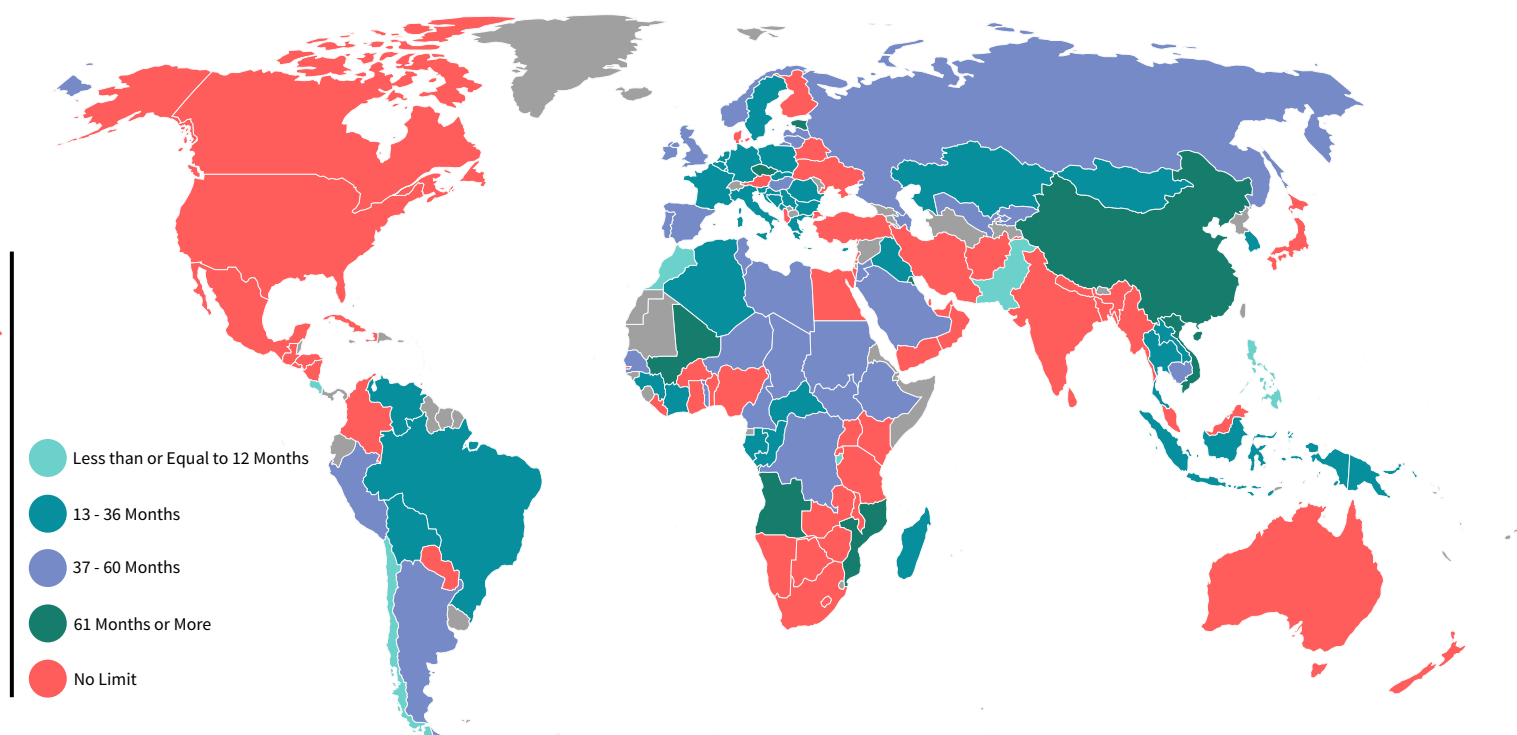 Less than or Equal to 12 Months
13 - 36 Months
37 - 60 Months
61 Months or More
No Limit